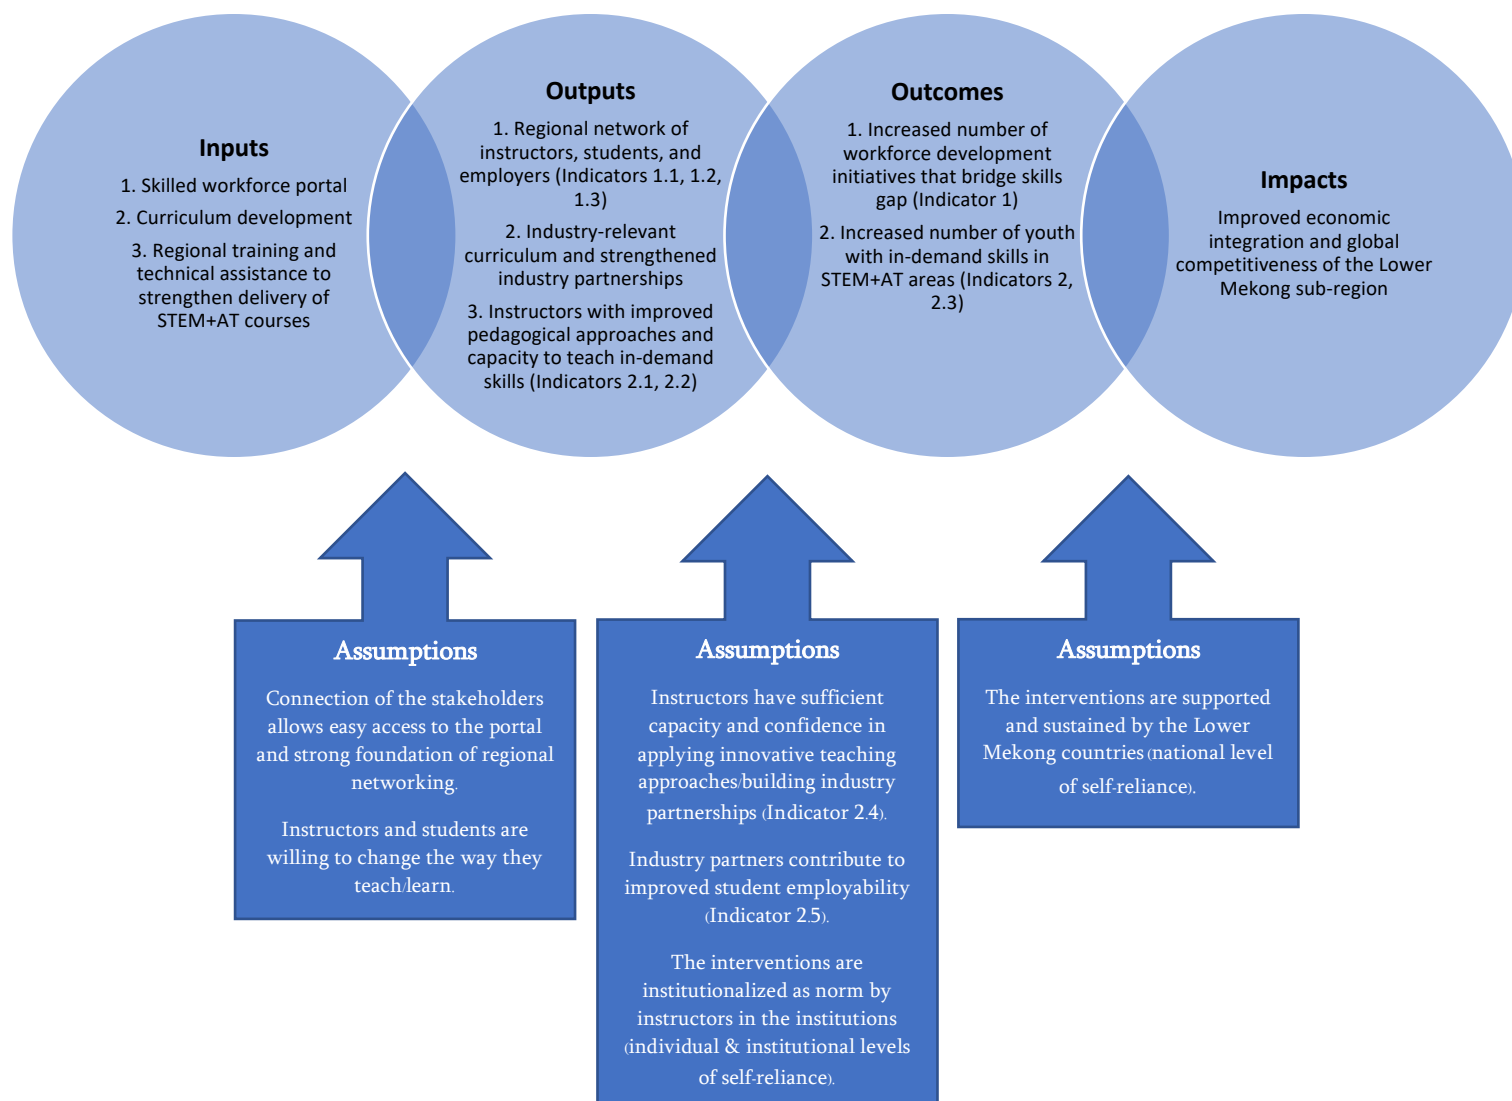 Inputs
1. Skilled workforce portal
2. Curriculum development
3. Regional training and
technical assistance to
strengthen delivery of
STEM+AT courses
Outputs
1. Regional network of
instructors, students, and
employers (Indicators 1.1, 1.2,
1.3)
2. Industry-relevant
curriculum and strengthened
industry partnerships
3. Instructors with improved
pedagogical approaches and
capacity to teach in-demand
skills (Indicators 2.1, 2.2)
Outcomes
1. Increased number of
workforce development
initiatives that bridge skills
gap (Indicator 1)
2. Increased number of youth
with in-demand skills in
STEM+AT areas (Indicators 2,
2.3)
Impacts
Improved economic
integration and global
competitiveness of the Lower
Mekong sub-region
Assumptions
Connection of the stakeholders
allows easy access to the portal
and strong foundation of regional
networking.
Instructors and students are
willing to change the way they
teach/learn.
Assumptions
Instructors have sufficient
capacity and confidence in
applying innovative teaching
approaches/building industry
partnerships (Indicator 2.4).
Industry partners contribute to
improved student employability
(Indicator 2.5).
The interventions are
institutionalized as norm by
instructors in the institutions
(individual & institutional levels
of self-reliance).
Assumptions
The interventions are supported
and sustained by the Lower
Mekong countries (national level
of self-reliance).